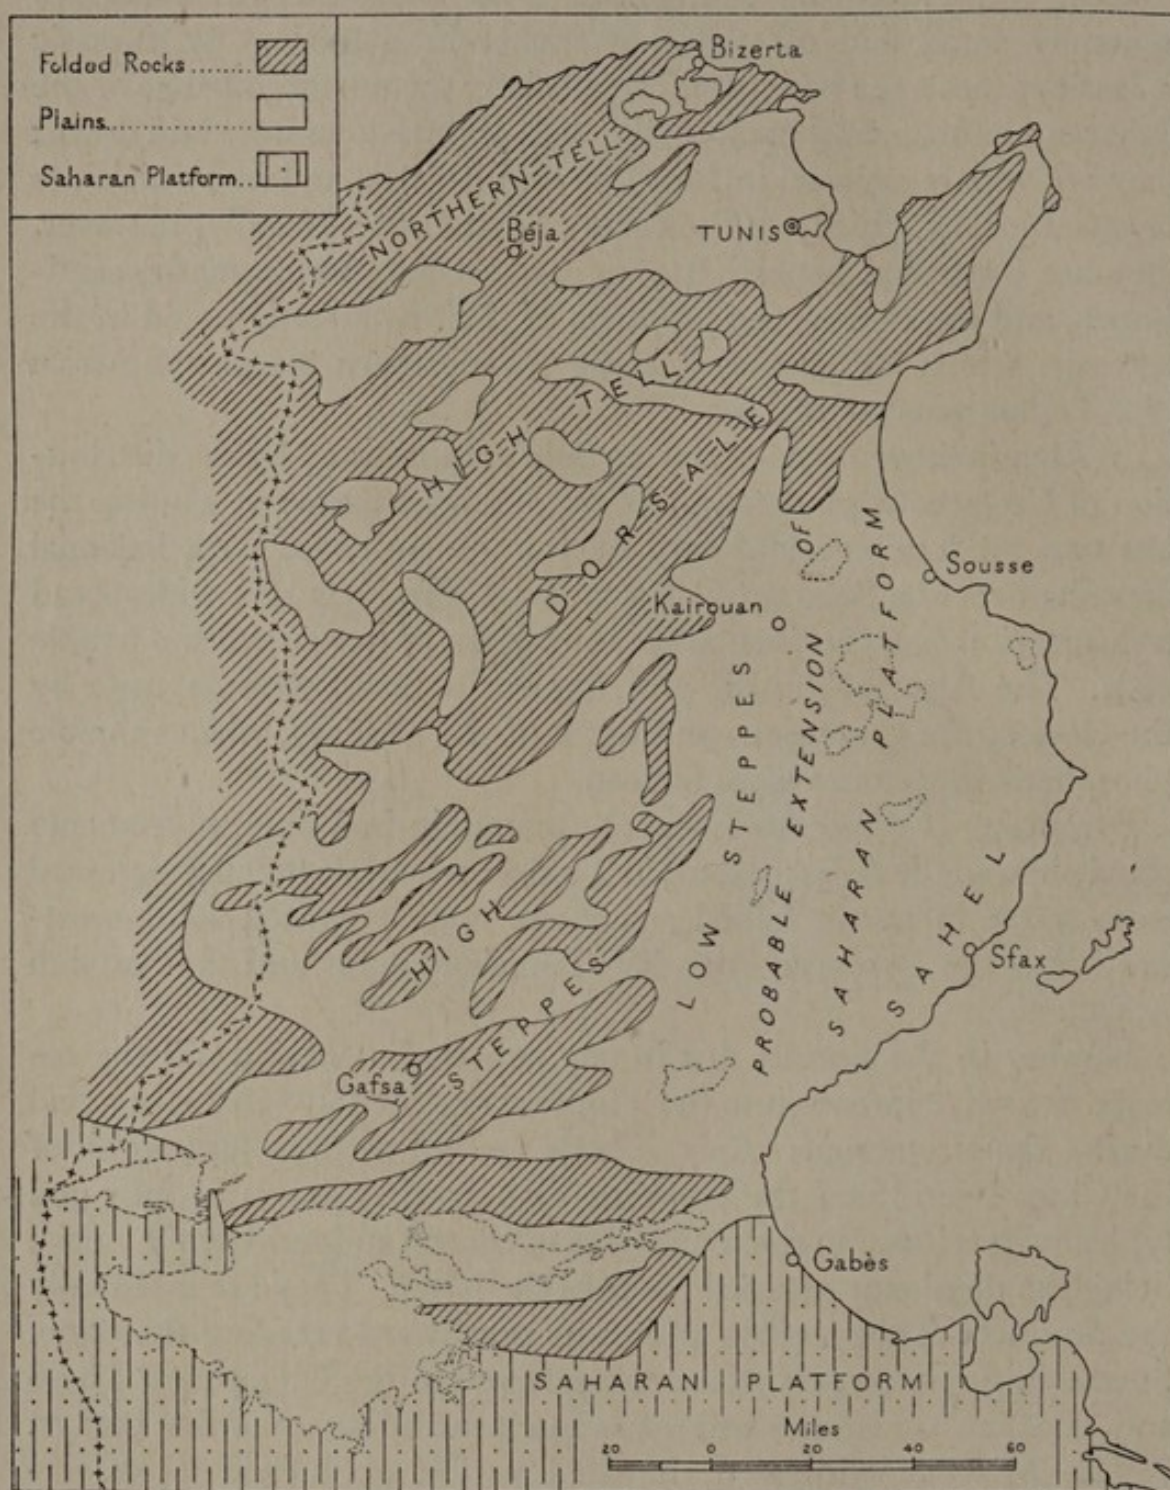 Folded Rocks........
Plains....................
Saharan Platform..
Bizerta
NORTHERN-TELL
Béja
TUNIS
HIGH TELL
DORSALE
Sousse
Kairouan
LOW STEPPES
PROBABLE EXTENSION OF
SAHARAN PLATFORM
SAHEL
Sfax
HIGH
STEPPES
Gafsa
Gabès
SAHARAN PLATFORM
Miles
20 0 20 40 60